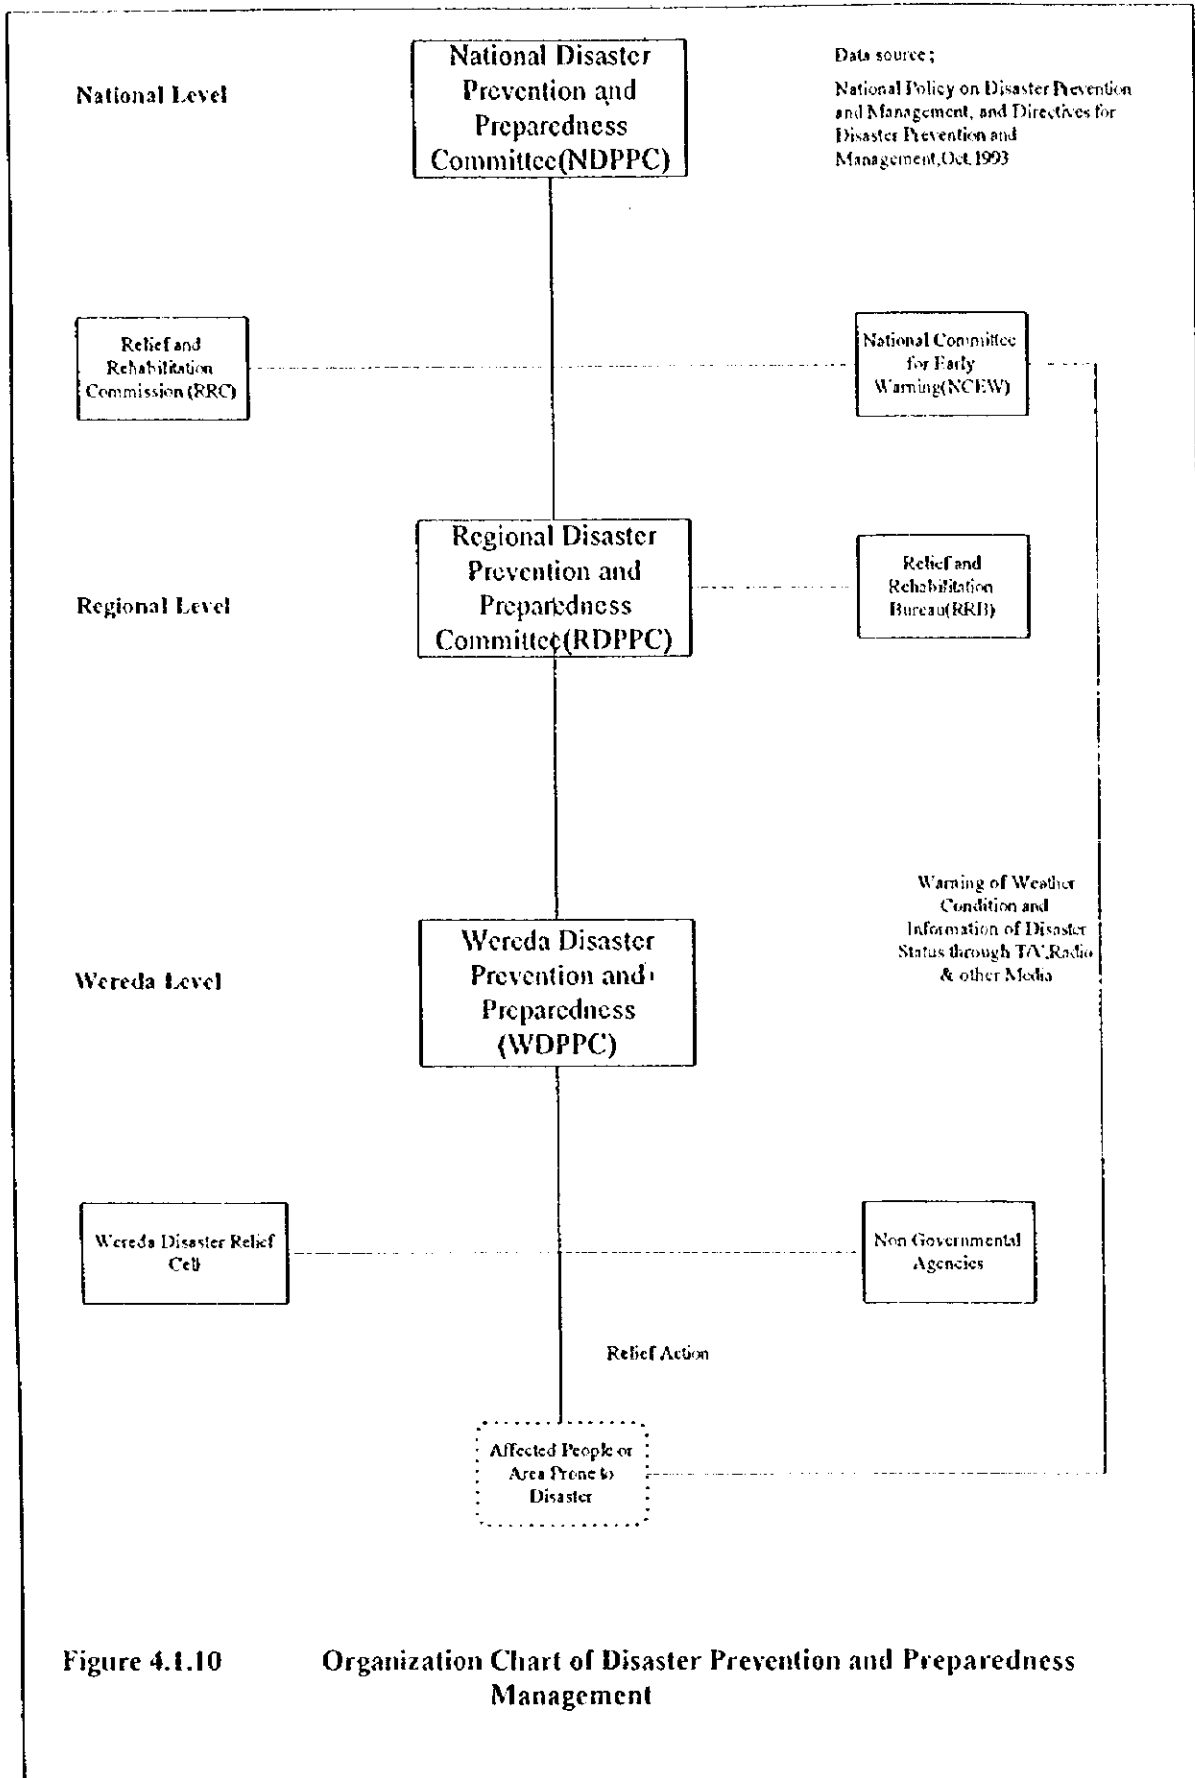 National Disaster
Prevention and
Preparedness
Committee(NDPPC)
National Level
Data source ;
National Policy on Disaster Prevention
and Management, and Directives for
Disaster Prevention and
Management,Oct.1993
Relief and
Rehabilitation
Commission (RRC)
National Committee
for Early
Warning(NCEW)
Regional Disaster
Prevention and
Preparedness
Committee(RDPPC)
Regional Level
Relief and
Rehabilitation
Bureau(RRB)
Warning of Weather
Condition and
Information of Disaster
Status through T/V,Radio
& other Media
Wereda Level
Wereda Disaster
Prevention and
Preparedness
(WDPPC)
Wereda Disaster Relief
Cell
Non Governmental
Agencies
Relief Action
Affected People or
Area Prone to
Disaster
Figure 4.1.10 Organization Chart of Disaster Prevention and Preparedness
Management